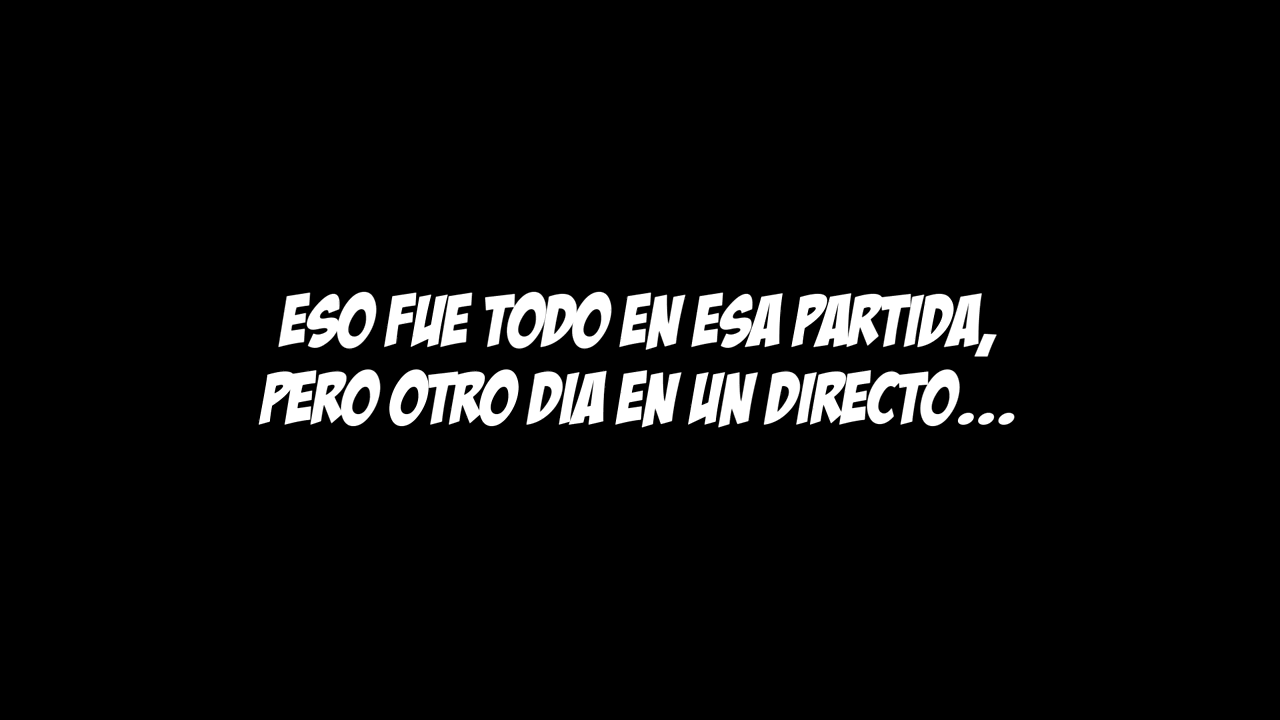 ESO FUE TODO EN ESA PARTIDA,
PERO OTRO DIA EN UN DIRECTO...